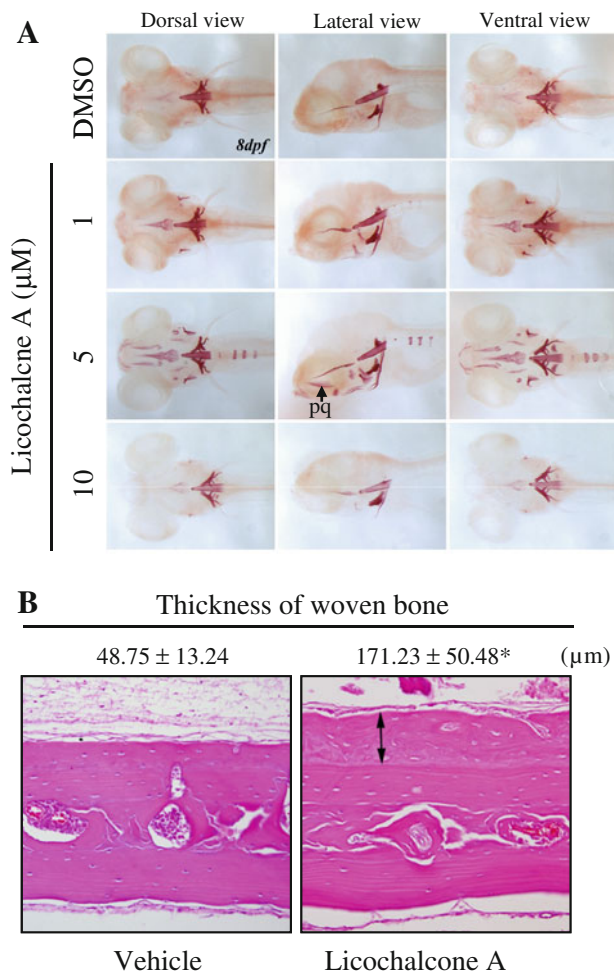 A
Dorsal view
Lateral view
Ventral view
DMSO
8dpf
Licochalcne A (µM)
1
5
pq
10
B
Thickness of woven bone
48.75 ± 13.24
171.23 ± 50.48*
(µm)
Vehicle
Licochalcone A